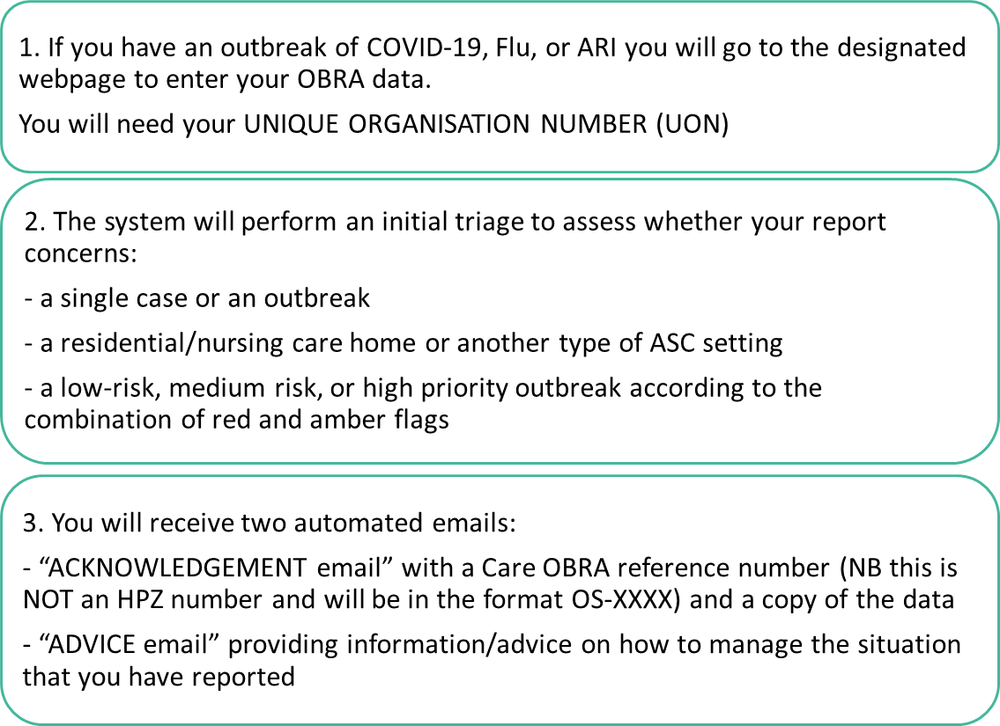 1. If you have an outbreak of COVID-19, Flu, or ARI you will go to the designated
webpage to enter your OBRA data.
You will need your UNIQUE ORGANISATION NUMBER (UON)
2. The system will perform an initial triage to assess whether your report
concerns:
- a single case or an outbreak
- a residential/nursing care home or another type of ASC setting
- a low-risk, medium risk, or high priority outbreak according to the
combination of red and amber flags
3. You will receive two automated emails:
- “ACKNOWLEDGEMENT email” with a Care OBRA reference number (NB this is
NOT an HPZ number and will be in the format OS-XXXX) and a copy of the data
- “ADVICE email” providing information/advice on how to manage the situation
that you have reported